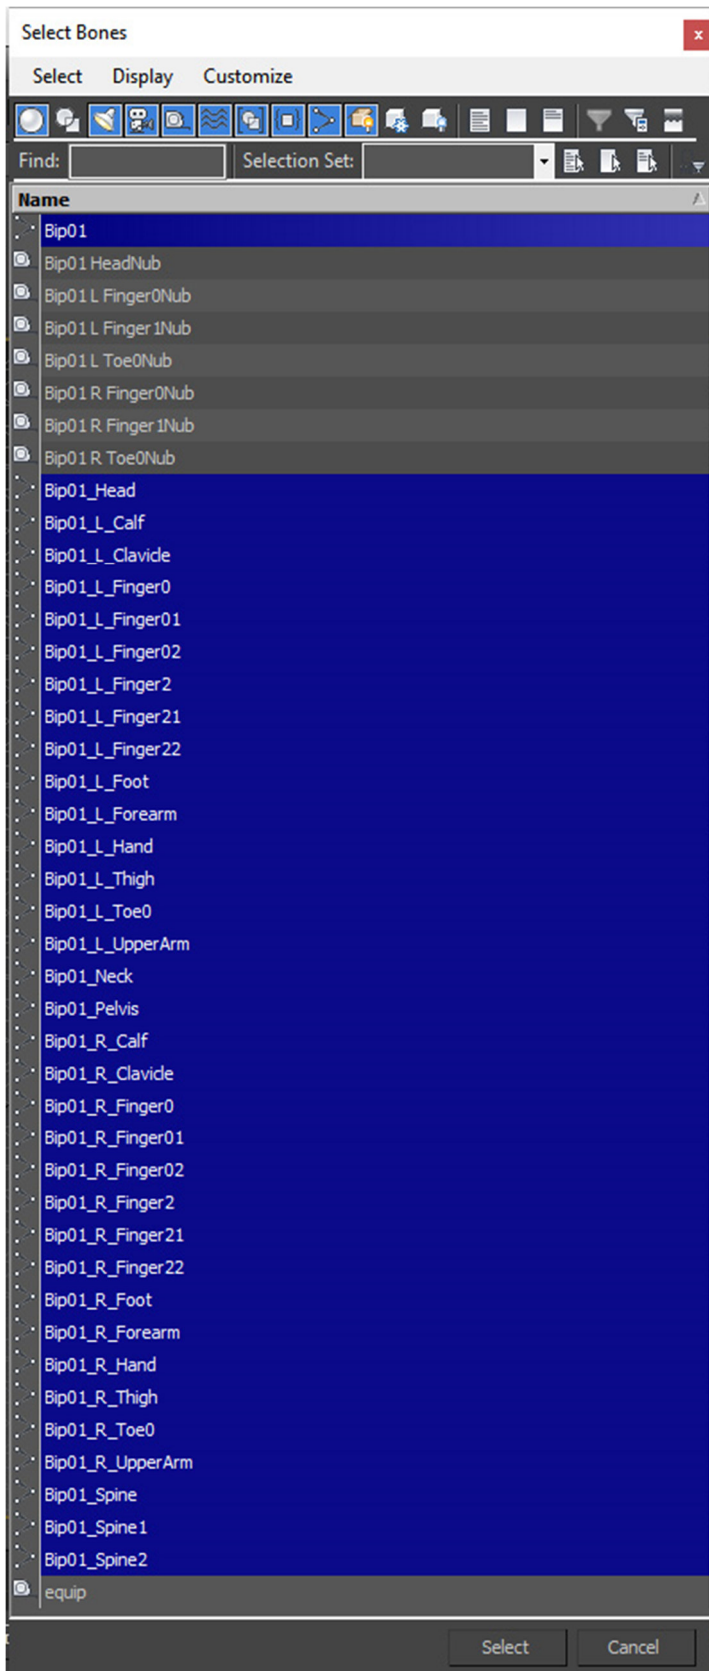 Select Bones
Select Display Customize
Find: Selection Set:
Name
Bip01
Bip01 HeadNub
Bip01 L Finger0Nub
Bip01 L Finger1Nub
Bip01 L Toe0Nub
Bip01 R Finger0Nub
Bip01 R Finger1Nub
Bip01 R Toe0Nub
Bip01_Head
Bip01_L_Calf
Bip01_L_Clavicle
Bip01_L_Finger0
Bip01_L_Finger01
Bip01_L_Finger02
Bip01_L_Finger2
Bip01_L_Finger21
Bip01_L_Finger22
Bip01_L_Foot
Bip01_L_Forearm
Bip01_L_Hand
Bip01_L_Thigh
Bip01_L_Toe0
Bip01_L_UpperArm
Bip01_Neck
Bip01_Pelvis
Bip01_R_Calf
Bip01_R_Clavicle
Bip01_R_Finger0
Bip01_R_Finger01
Bip01_R_Finger02
Bip01_R_Finger2
Bip01_R_Finger21
Bip01_R_Finger22
Bip01_R_Foot
Bip01_R_Forearm
Bip01_R_Hand
Bip01_R_Thigh
Bip01_R_Toe0
Bip01_R_UpperArm
Bip01_Spine
Bip01_Spine1
Bip01_Spine2
equip
Select Cancel